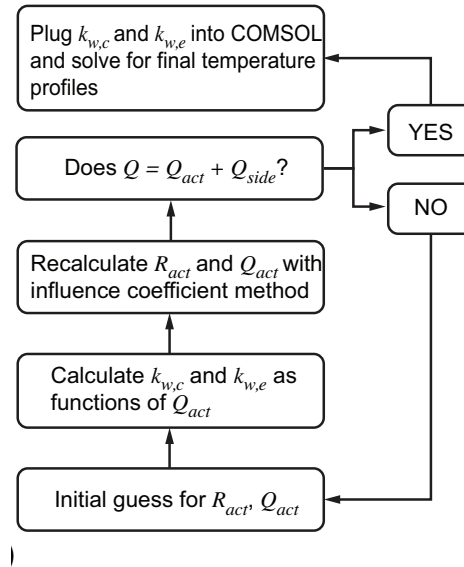 Plug k_{w,c} and k_{w,e} into COMSOL
and solve for final temperature
profiles
YES
Does Q = Q_{act} + Q_{side}?
NO
Recalculate R_{act} and Q_{act} with
influence coefficient method
Calculate k_{w,c} and k_{w,e} as
functions of Q_{act}
Initial guess for R_{act}, Q_{act}
)